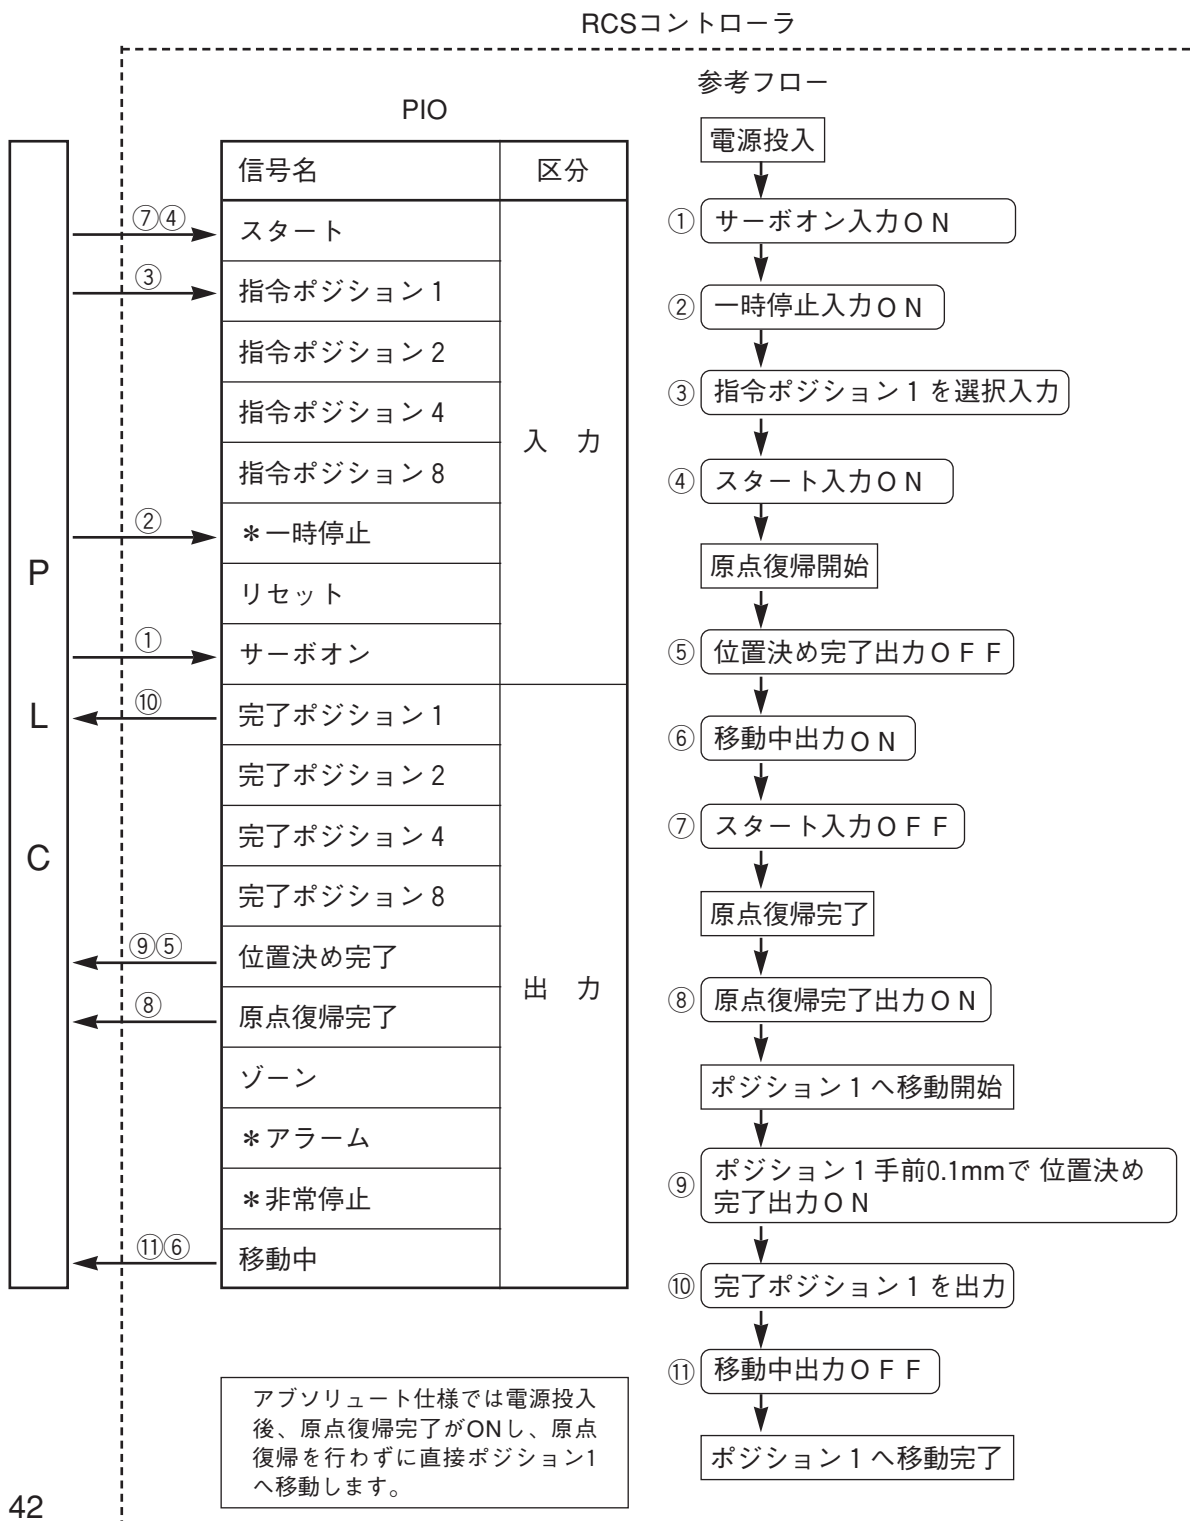 RCSコントローラ
PIO
信号名 区分
⑦④ スタート
③ 指令ポジション1
指令ポジション2
指令ポジション4
指令ポジション8
入 力
② ＊一時停止
リセット
① サーボオン
⑩ 完了ポジション1
完了ポジション2
完了ポジション4
完了ポジション8
⑨⑤ 位置決め完了
出 力
⑧ 原点復帰完了
ゾーン
＊アラーム
＊非常停止
⑪⑥ 移動中
P
L
C
参考フロー
電源投入
① サーボオン入力ON
② 一時停止入力ON
③ 指令ポジション1を選択入力
④ スタート入力ON
原点復帰開始
⑤ 位置決め完了出力OFF
⑥ 移動中出力ON
⑦ スタート入力OFF
原点復帰完了
⑧ 原点復帰完了出力ON
ポジション1へ移動開始
⑨ ポジション1手前0.1mmで 位置決め
完了出力ON
⑩ 完了ポジション1を出力
⑪ 移動中出力OFF
ポジション1へ移動完了
アブソリュート仕様では電源投入
後、原点復帰完了がONし、原点
復帰を行わずに直接ポジション1
へ移動します。
42